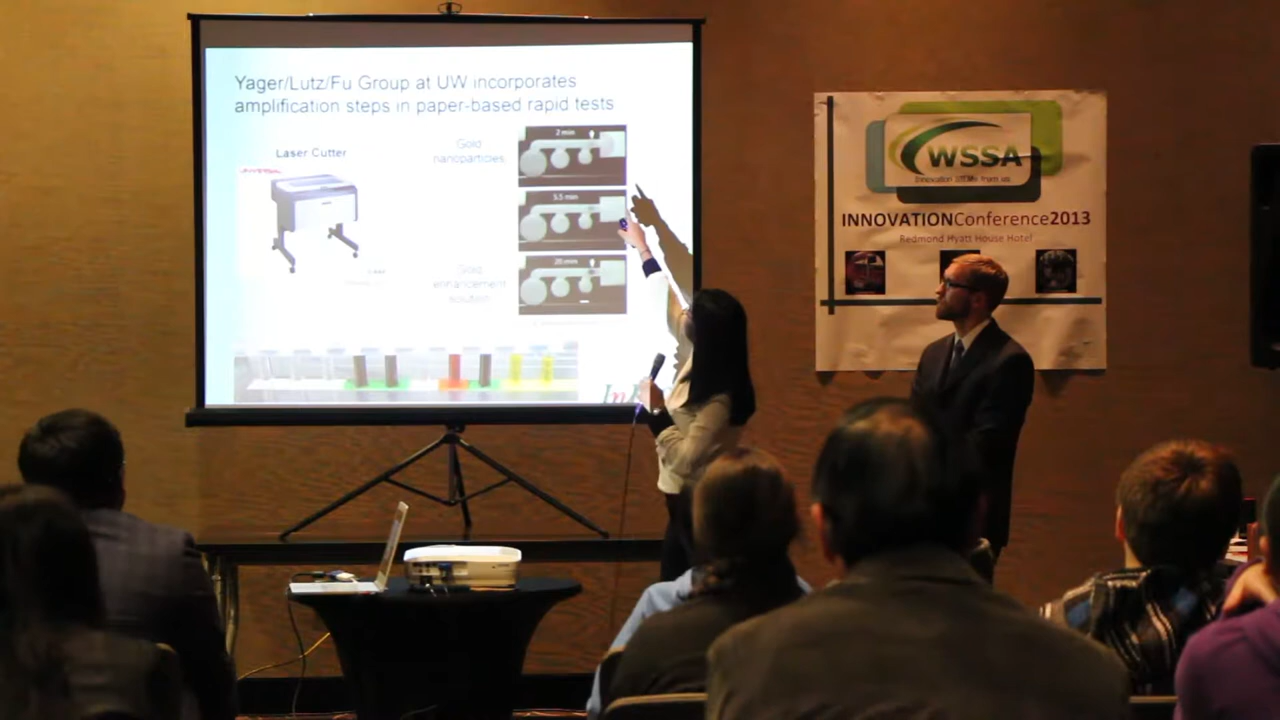 Yager/Lutz/Fu Group at UW incorporates
amplification steps in paper-based rapid tests
Laser Cutter
Gold
nanoparticles
2 min
5.5 min
20 min
Gold
enhancement
solution
WSSA
INNOVATIONConference2013
Redmond Hyatt House Hotel